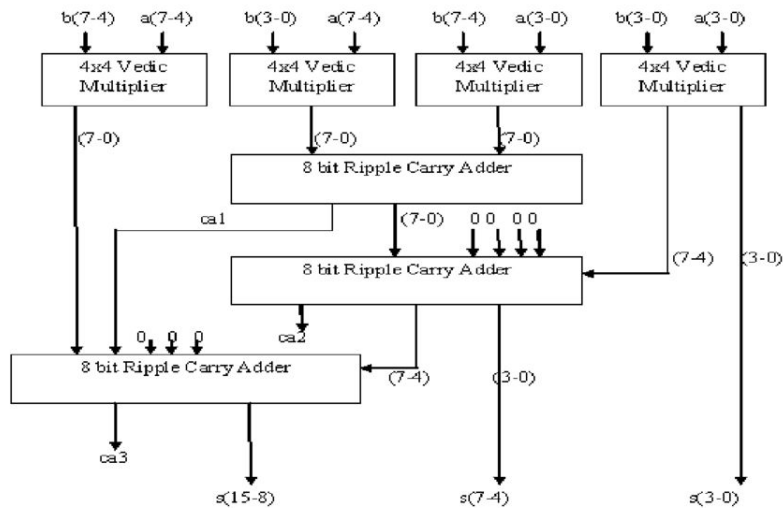 b(7-4) a(7-4) b(3-0) a(7-4) b(7-4) a(3-0) b(3-0) a(3-0)
4x4 Vedic Multiplier
4x4 Vedic Multiplier
4x4 Vedic Multiplier
4x4 Vedic Multiplier
(7-0) (7-0) (7-0)
8 bit Ripple Carry Adder
ca1 (7-0) 0 0 0 0
8 bit Ripple Carry Adder (7-4) (3-0)
ca2
0 0 0
8 bit Ripple Carry Adder (7-4) (3-0)
ca3
s(15-8) s(7-4) s(3-0)